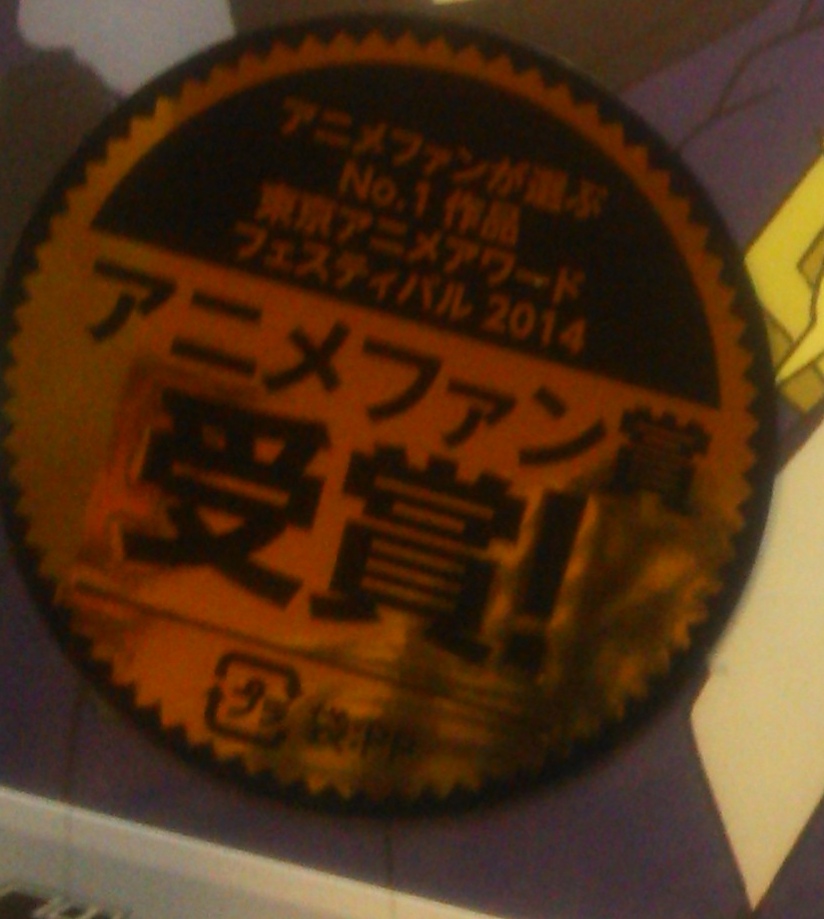 アニメファンが選ぶ
No.1 作品
東京アニメアワード
フェスティバル 2014
アニメファン賞
受賞!
袋:PP